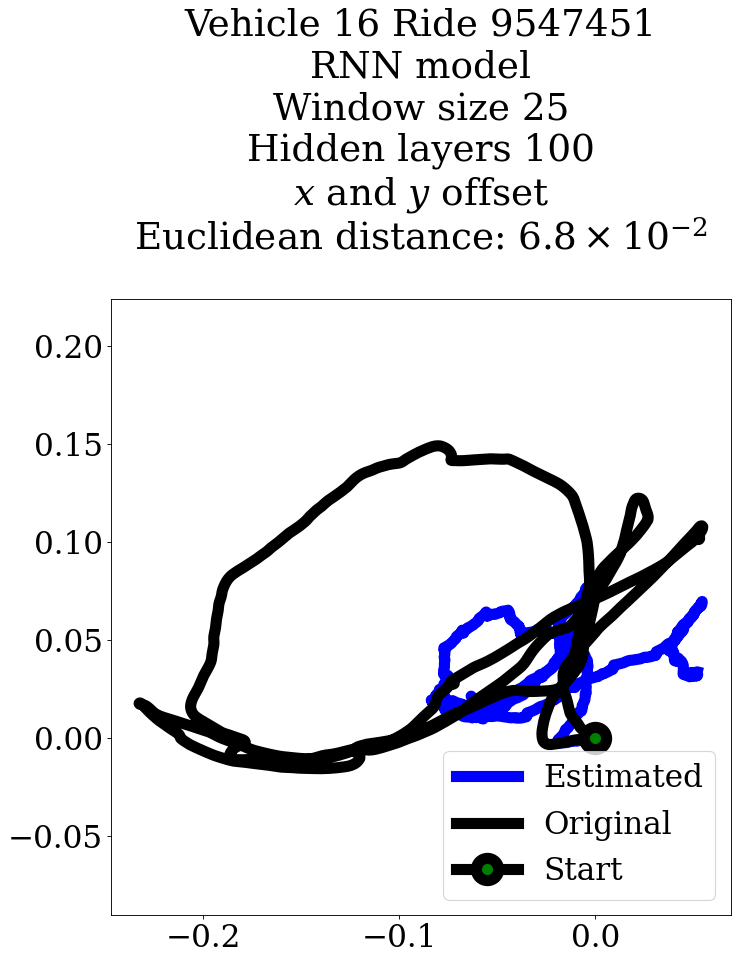 Vehicle 16 Ride 9547451
RNN model
Window size 25
Hidden layers 100
x and y offset
Euclidean distance: 6.8 × 10⁻²
0.20
0.15
0.10
0.05
0.00
−0.05
Estimated
Original
Start
−0.2 −0.1 0.0